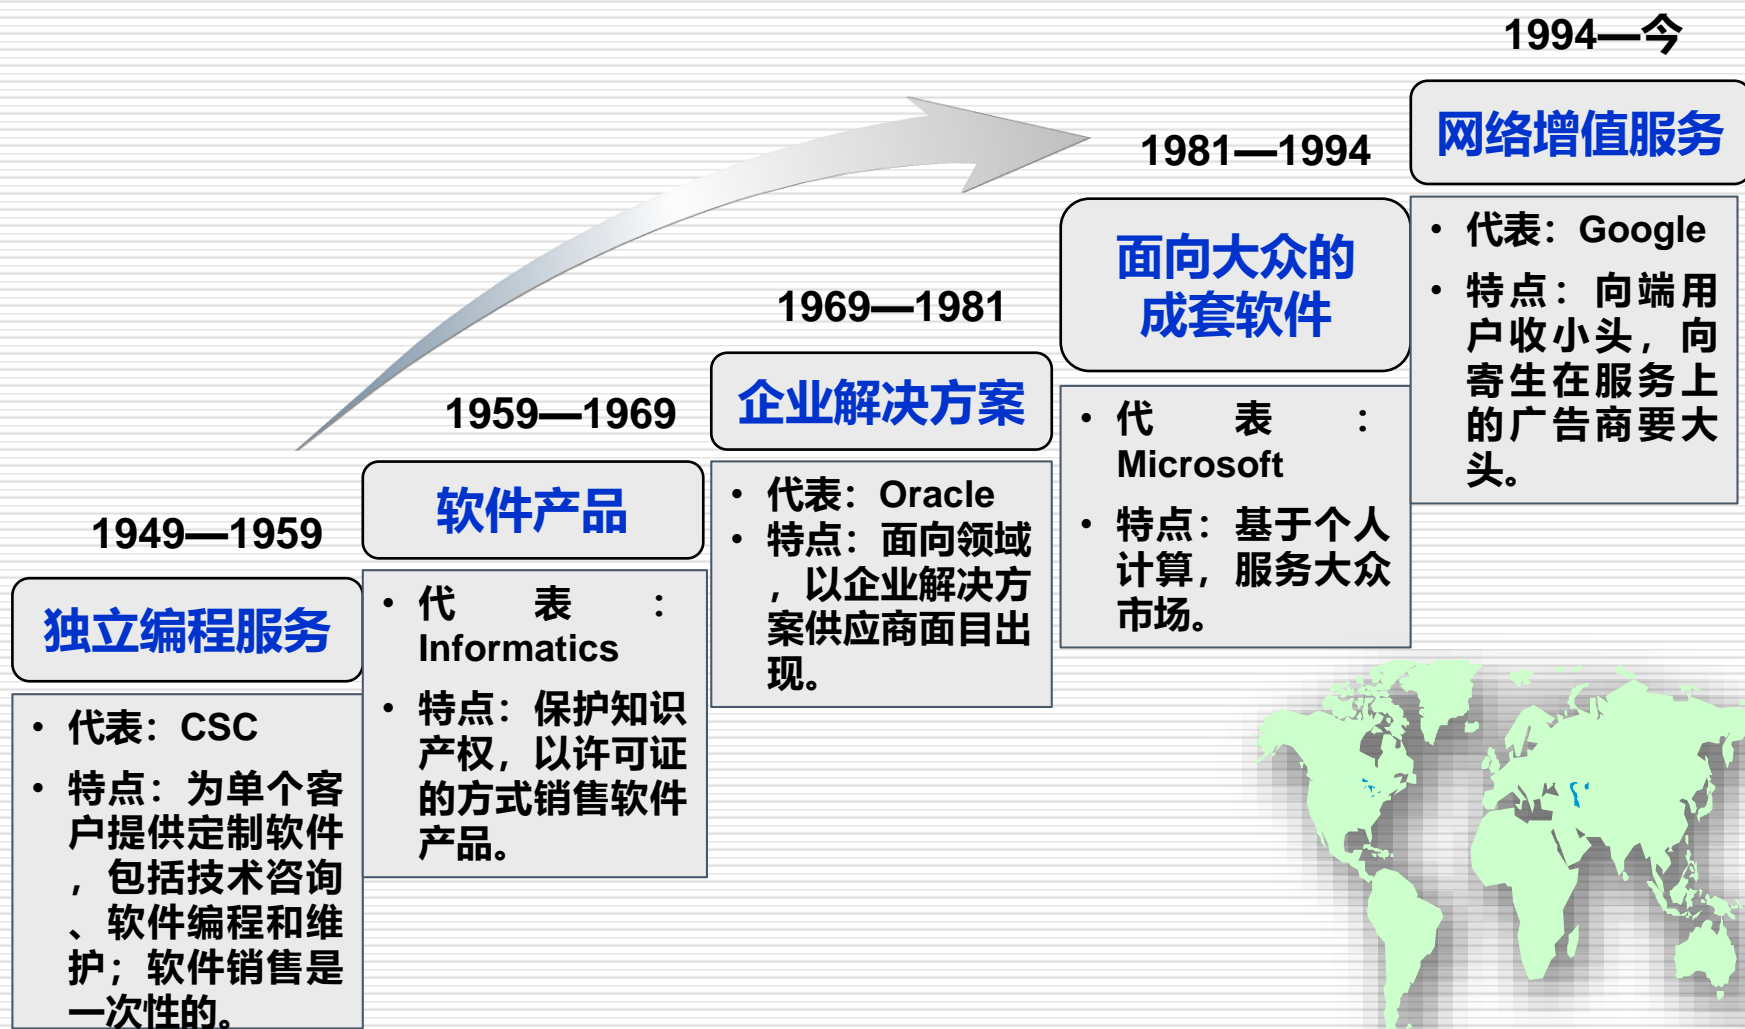 1949—1959
独立编程服务
• 代表：CSC
• 特点：为单个客
户提供定制软件
，包括技术咨询
、软件编程和维
护；软件销售是
一次性的。
1959—1969
软件产品
• 代表：
Informatics
• 特点：保护知识
产权，以许可证
的方式销售软件
产品。
1969—1981
企业解决方案
• 代表：Oracle
• 特点：面向领域
，以企业解决方
案供应商面目出
现。
1981—1994
面向大众的
成套软件
• 代表：
Microsoft
• 特点：基于个人
计算，服务大众
市场。
1994—今
网络增值服务
• 代表：Google
• 特点：向端用
户收小头，向
寄生在服务上
的广告商要大
头。